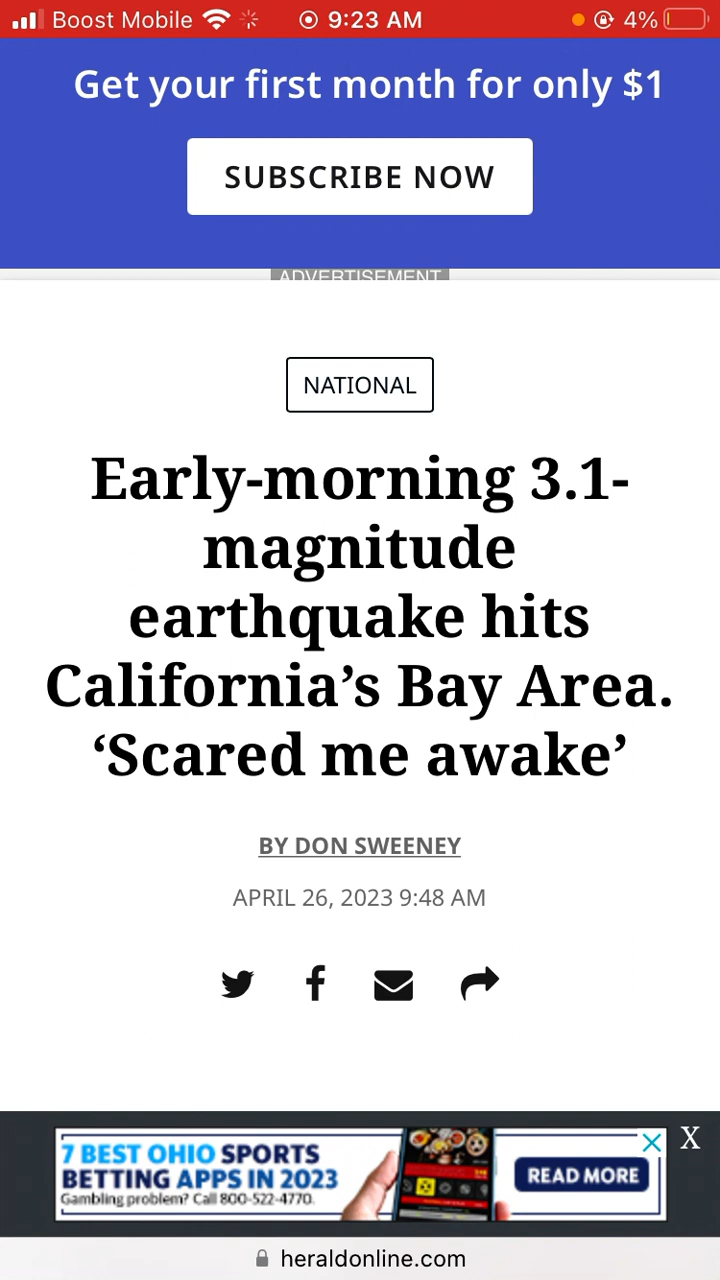 Boost Mobile 9:23 AM 4%
Get your first month for only $1
SUBSCRIBE NOW
ADVERTISEMENT
NATIONAL
Early-morning 3.1-
magnitude
earthquake hits
California’s Bay Area.
‘Scared me awake’
BY DON SWEENEY
APRIL 26, 2023 9:48 AM
7 BEST OHIO SPORTS
BETTING APPS IN 2023
Gambling problem? Call 800-522-4770.
READ MORE
X
heraldonline.com